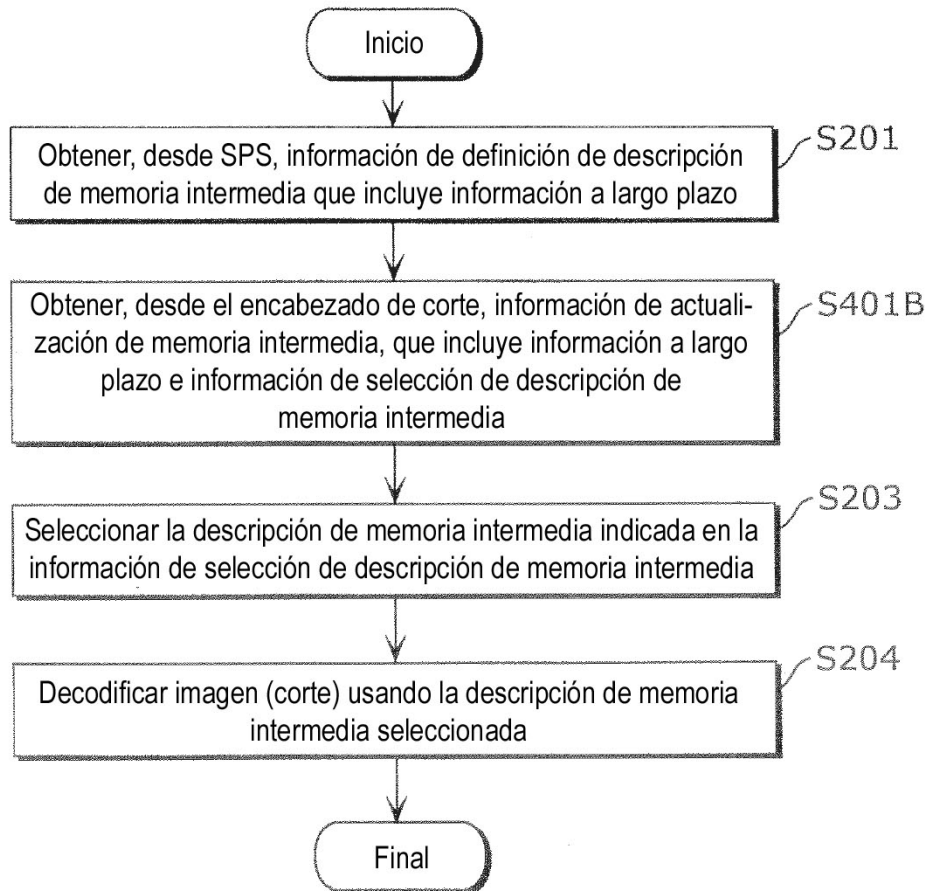 Inicio
S201
Obtener, desde SPS, información de definición de descripción
de memoria intermedia que incluye información a largo plazo
S401B
Obtener, desde el encabezado de corte, información de actuali-
zación de memoria intermedia, que incluye información a largo
plazo e información de selección de descripción de
memoria intermedia
S203
Seleccionar la descripción de memoria intermedia indicada en la
información de selección de descripción de memoria intermedia
S204
Decodificar imagen (corte) usando la descripción de memoria
intermedia seleccionada
Final